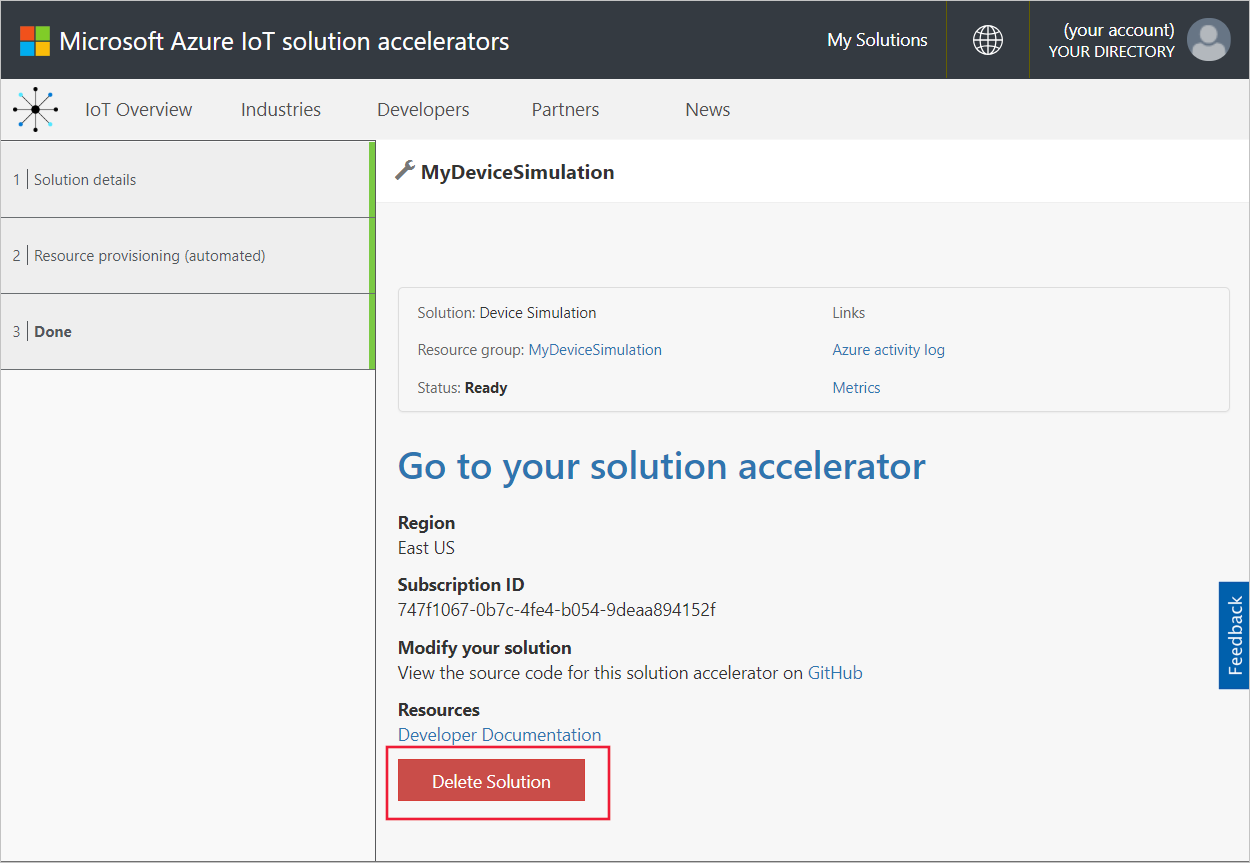 Microsoft Azure IoT solution accelerators
My Solutions
(your account)
YOUR DIRECTORY
IoT Overview
Industries
Developers
Partners
News
1 Solution details
2 Resource provisioning (automated)
3 Done
MyDeviceSimulation
Solution: Device Simulation
Links
Resource group: MyDeviceSimulation
Azure activity log
Status: Ready
Metrics
Go to your solution accelerator
Region
East US
Subscription ID
747f1067-0b7c-4fe4-b054-9deaa894152f
Modify your solution
View the source code for this solution accelerator on GitHub
Resources
Developer Documentation
Delete Solution
Feedback